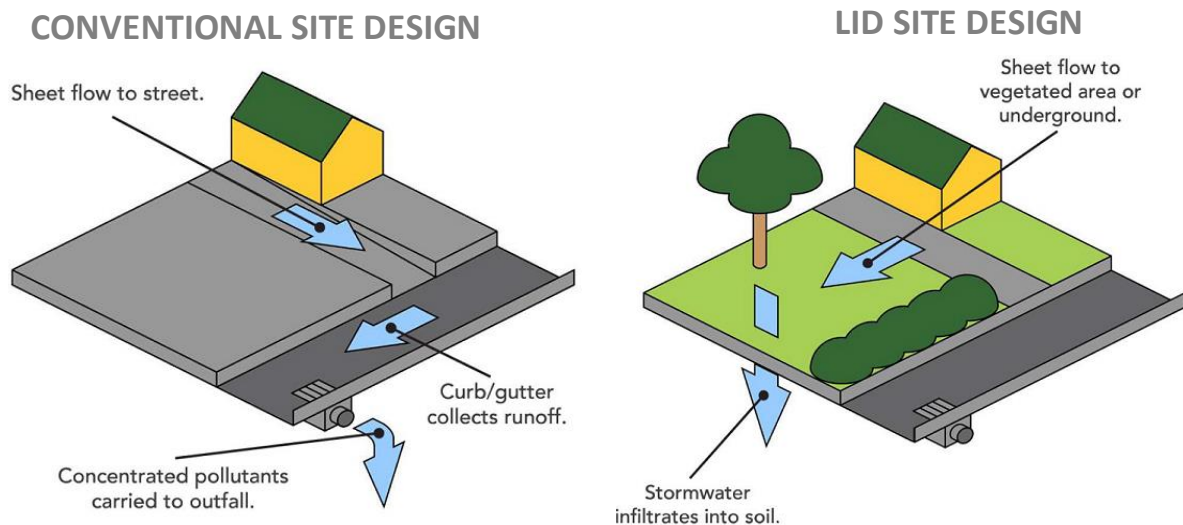 CONVENTIONAL SITE DESIGN
Sheet flow to street.
Curb/gutter
collects runoff.
Concentrated pollutants
carried to outfall.
LID SITE DESIGN
Sheet flow to
vegetated area or
underground.
Stormwater
infiltrates into soil.